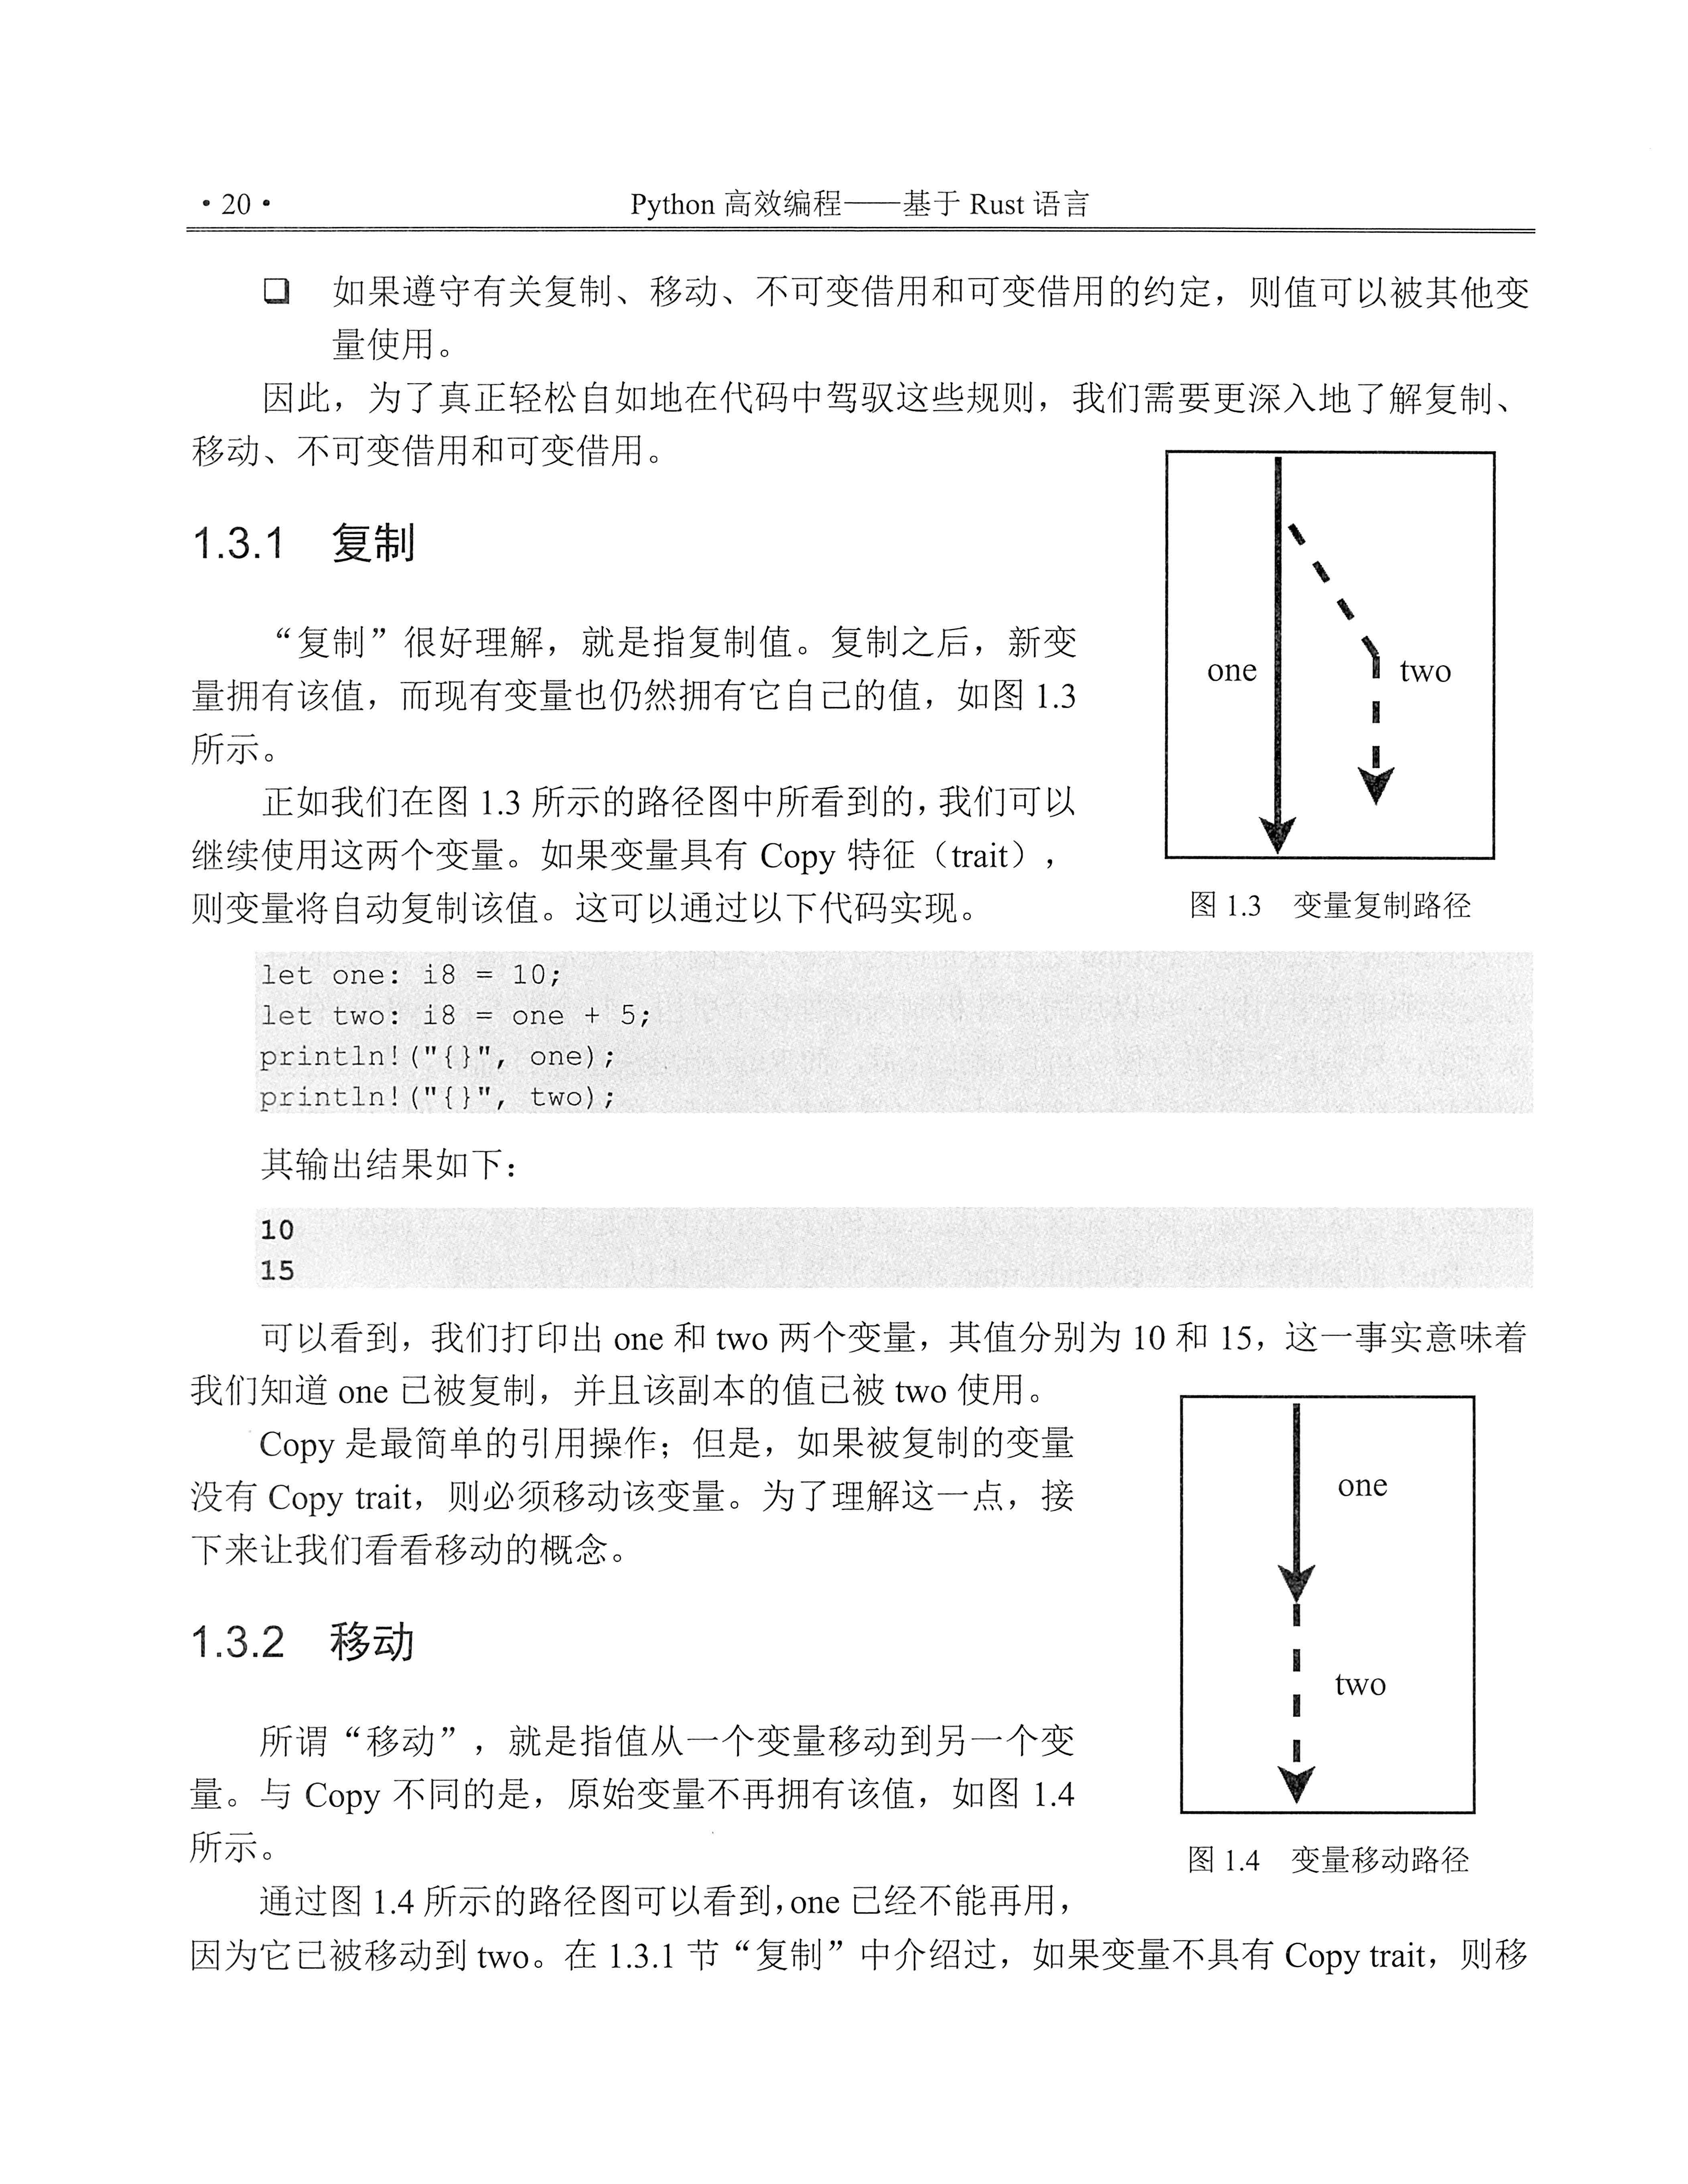 • 20 •
Python 高效编程——基于 Rust 语言
❑ 如果遵守有关复制、移动、不可变借用和可变借用的约定，则值可以被其他变
量使用。
因此，为了真正轻松自如地在代码中驾驭这些规则，我们需要更深入地了解复制、
移动、不可变借用和可变借用。
1.3.1 复制
“复制”很好理解，就是指复制值。复制之后，新变
量拥有该值，而现有变量也仍然拥有它自己的值，如图 1.3
所示。
正如我们在图 1.3 所示的路径图中所看到的，我们可以
继续使用这两个变量。如果变量具有 Copy 特征（trait），
则变量将自动复制该值。这可以通过以下代码实现。
one
two
图 1.3 变量复制路径
let one: i8 = 10;
let two: i8 = one + 5;
println!("{}", one);
println!("{}", two);
其输出结果如下：
10
15
可以看到，我们打印出 one 和 two 两个变量，其值分别为 10 和 15，这一事实意味着
我们知道 one 已被复制，并且该副本的值已被 two 使用。
Copy 是最简单的引用操作；但是，如果被复制的变量
没有 Copy trait，则必须移动该变量。为了理解这一点，接
下来让我们看看移动的概念。
1.3.2 移动
所谓“移动”，就是指值从一个变量移动到另一个变
量。与 Copy 不同的是，原始变量不再拥有该值，如图 1.4
所示。
one
two
图 1.4 变量移动路径
通过图 1.4 所示的路径图可以看到，one 已经不能再用，
因为它已被移动到 two。在 1.3.1 节“复制”中介绍过，如果变量不具有 Copy trait，则移